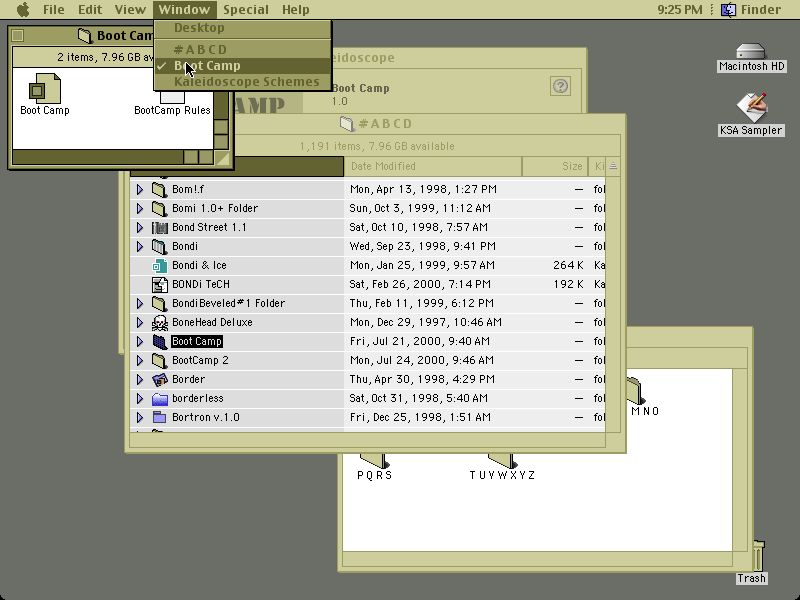 File Edit View Window Special Help 9:25 PM Finder
Desktop
#ABCD
✓ Boot Camp
Kaleidoscope Schemes
Boot Cam
2 items, 7.96 GB av
Boot Camp
BootCamp Rules
eidoscope
Boot Camp
1.0
AMP
?
Macintosh HD
KSA Sampler
#ABCD
1,191 items, 7.96 GB available
Date Modified Size Ki
Bom!.f Mon, Apr 13, 1998, 1:27 PM — fol
Bomi 1.0+ Folder Sun, Oct 3, 1999, 11:12 AM — fol
Bond Street 1.1 Sat, Oct 10, 1998, 7:57 AM — fol
Bondi Wed, Sep 23, 1998, 9:41 PM — fol
Bondi & Ice Mon, Jan 25, 1999, 9:57 AM 264 K Ka
BONDi TeCH Sat, Feb 26, 2000, 7:14 PM 192 K Ka
BondiBeveled#1 Folder Thu, Feb 11, 1999, 6:12 PM — fol
BoneHead Deluxe Mon, Dec 29, 1997, 10:46 AM — fol
Boot Camp Fri, Jul 21, 2000, 9:40 AM — fol
BootCamp 2 Mon, Jul 24, 2000, 9:46 AM — fol
Border Thu, Apr 30, 1998, 4:29 PM — fol
borderless Sat, Oct 31, 1998, 5:40 AM — fol
Bortron v.1.0 Fri, Dec 25, 1998, 1:51 AM — fol
MNO
PQRS
TUVWXYZ
Trash